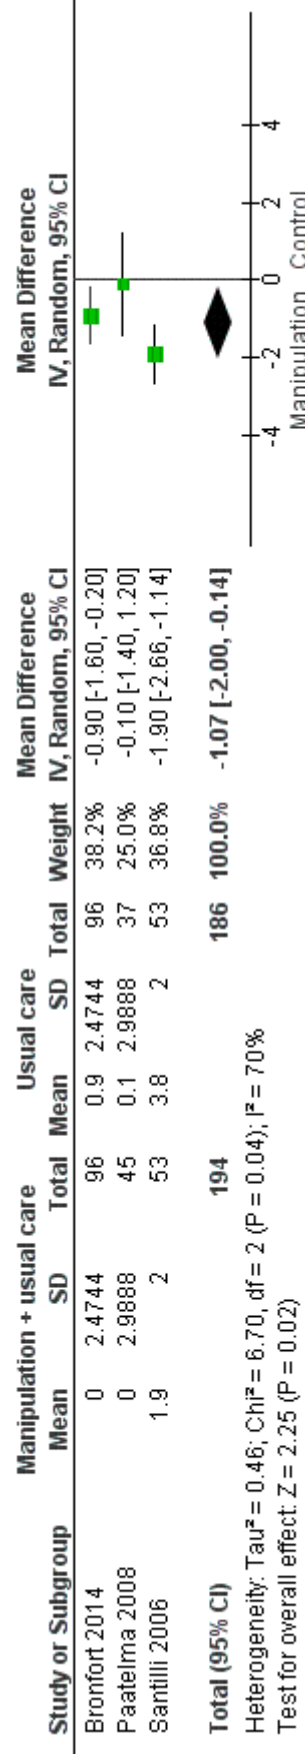 Manipulation + usual care Usual care Mean Difference Mean Difference
Study or Subgroup Mean SD Total Mean SD Total Weight IV, Random, 95% CI IV, Random, 95% CI
Bronfort 2014 0 2.4744 96 0.9 2.4744 96 38.2% -0.90 [-1.60, -0.20]
Paatelma 2008 0 2.9888 45 0.1 2.9888 37 25.0% -0.10 [-1.40, 1.20]
Santilli 2006 1.9 2 53 3.8 2 53 36.8% -1.90 [-2.66, -1.14]
Total (95% CI) 194 186 100.0% -1.07 [-2.00, -0.14]
Heterogeneity: Tau² = 0.46; Chi² = 6.70, df = 2 (P = 0.04); I² = 70%
Test for overall effect: Z = 2.25 (P = 0.02)
-4 -2 0 2 4
Manipulation Control